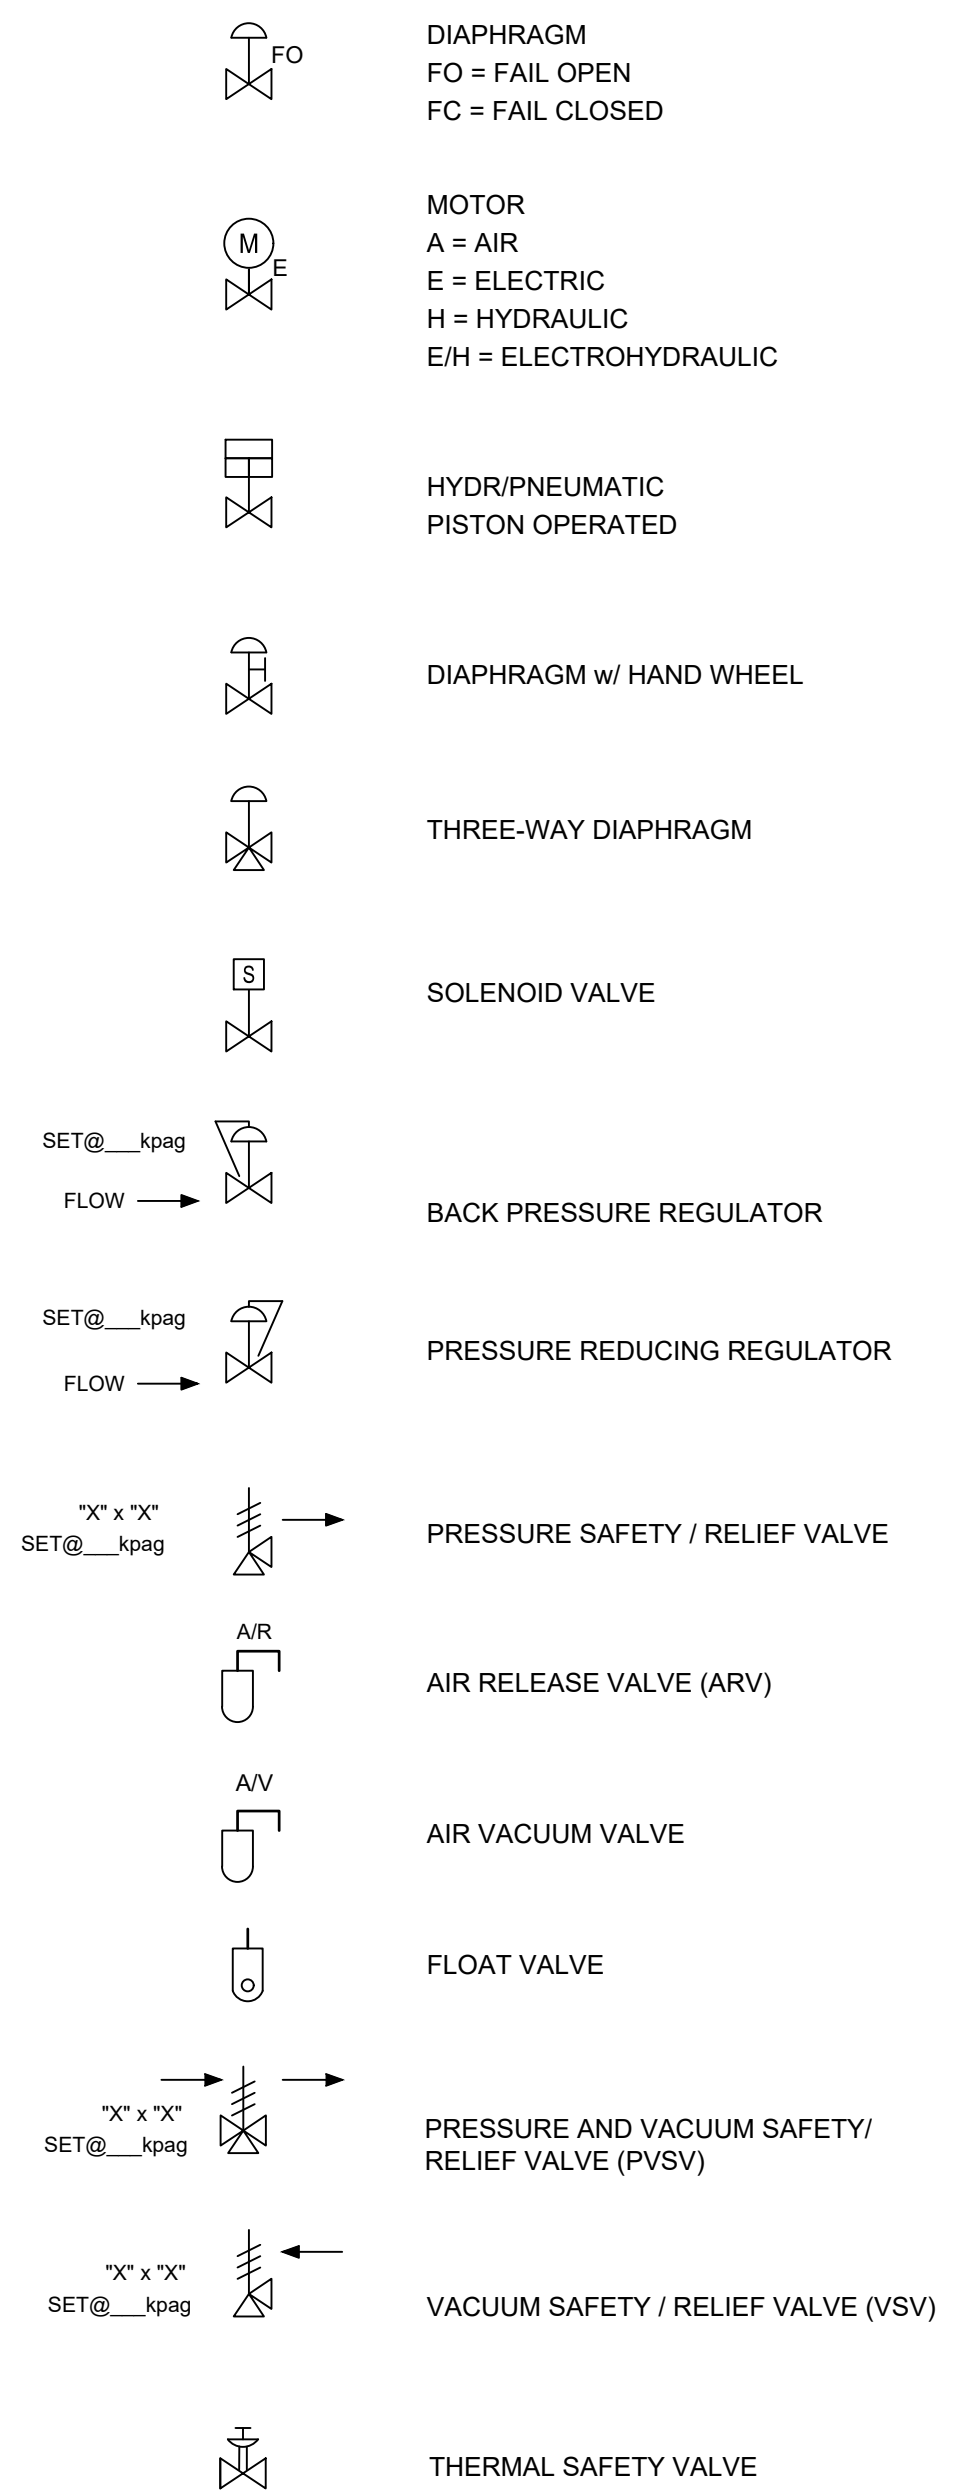 DIAPHRAGM
FO
FO = FAIL OPEN
FC = FAIL CLOSED
MOTOR
M
A = AIR
E
E = ELECTRIC
H = HYDRAULIC
E/H = ELECTROHYDRAULIC
HYDR/PNEUMATIC
PISTON OPERATED
DIAPHRAGM w/ HAND WHEEL
THREE-WAY DIAPHRAGM
S
SOLENOID VALVE
SET@___kpag
FLOW
BACK PRESSURE REGULATOR
SET@___kpag
FLOW
PRESSURE REDUCING REGULATOR
"X" x "X"
SET@___kpag
PRESSURE SAFETY / RELIEF VALVE
A/R
AIR RELEASE VALVE (ARV)
A/V
AIR VACUUM VALVE
FLOAT VALVE
"X" x "X"
SET@___kpag
PRESSURE AND VACUUM SAFETY/
RELIEF VALVE (PVSV)
"X" x "X"
SET@___kpag
VACUUM SAFETY / RELIEF VALVE (VSV)
THERMAL SAFETY VALVE